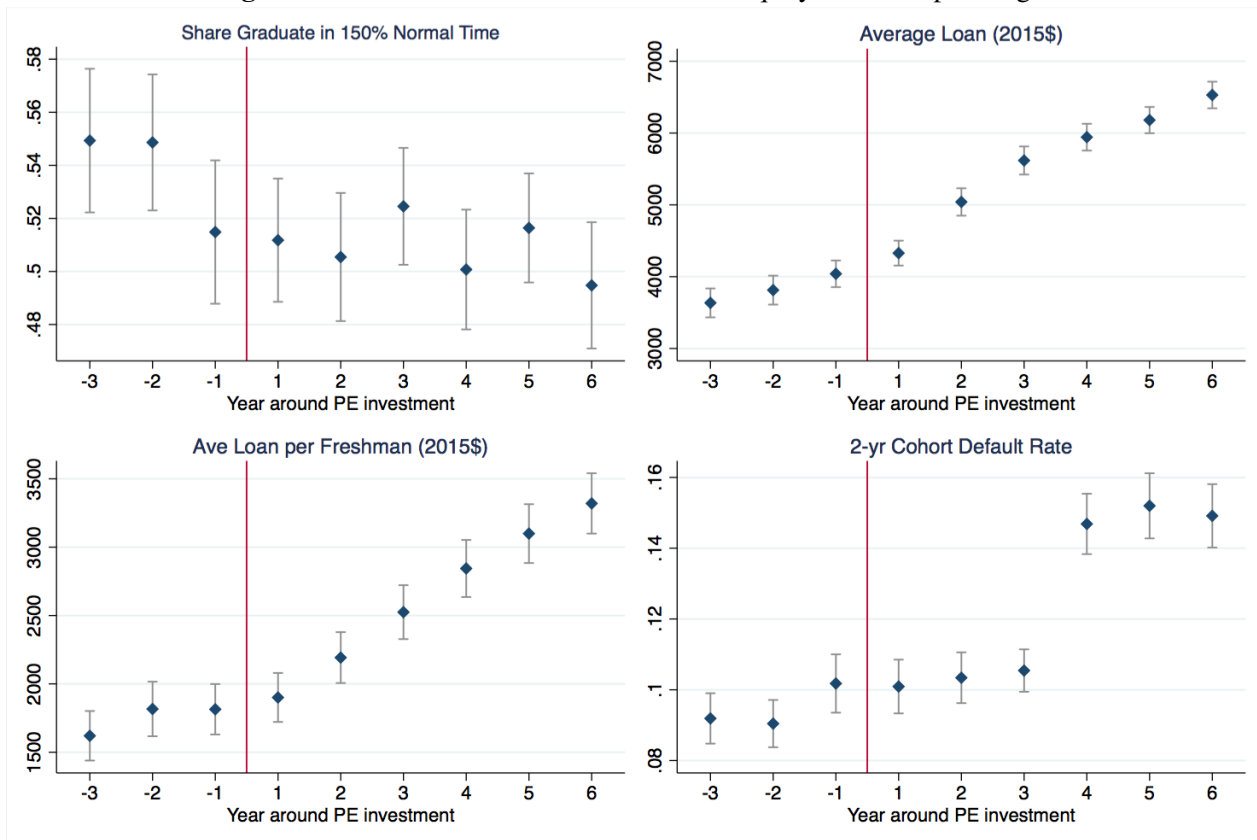 Share Graduate in 150% Normal Time
.58
.56
.54
.52
.5
.48
-3 -2 -1 1 2 3 4 5 6
Year around PE investment
Average Loan (2015$)
7000
6000
5000
4000
3000
-3 -2 -1 1 2 3 4 5 6
Year around PE investment
Ave Loan per Freshman (2015$)
3500
3000
2500
2000
1500
-3 -2 -1 1 2 3 4 5 6
Year around PE investment
2-yr Cohort Default Rate
.16
.14
.12
.1
.08
-3 -2 -1 1 2 3 4 5 6
Year around PE investment